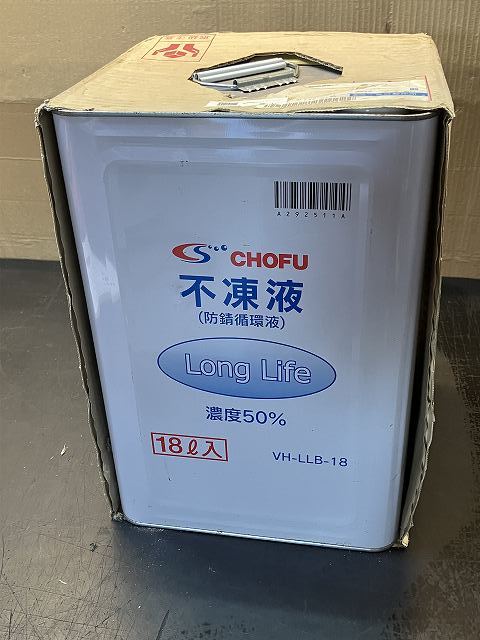 A292511A
CHOFU
不凍液
(防錆循環液)
Long Life
濃度50%
18ℓ入
VH-LLB-18